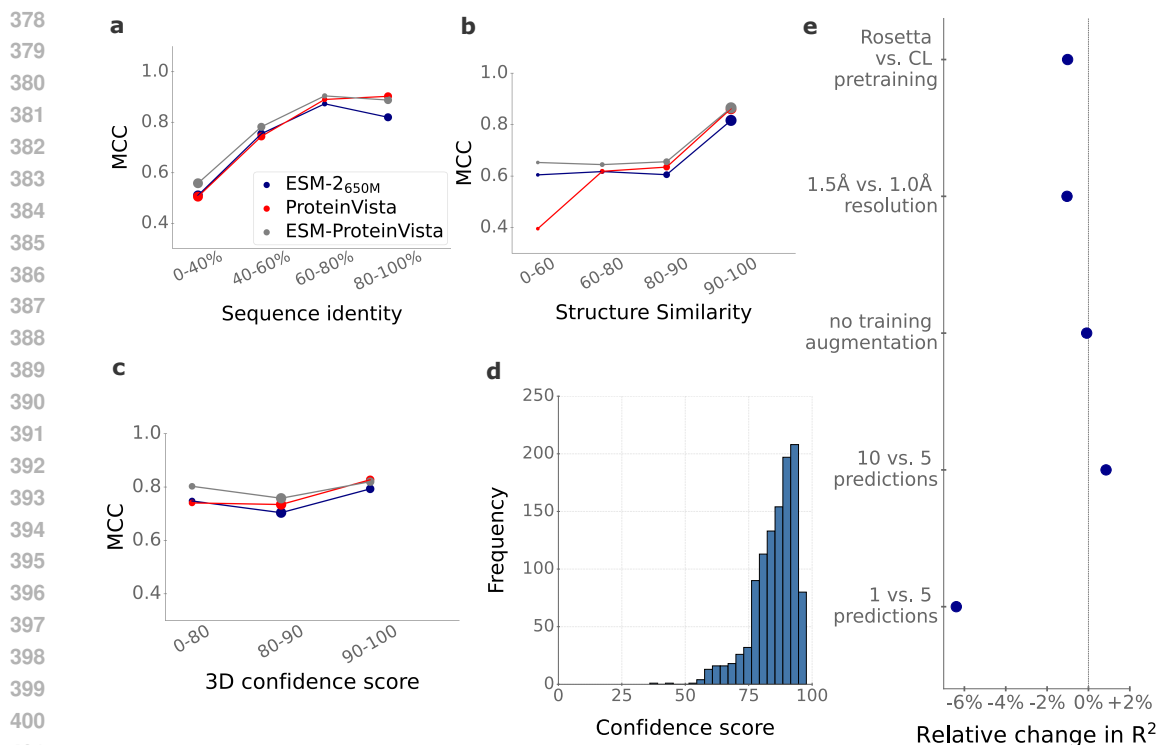 378
379
380
381
382
383
384
385
386
387
388
389
390
391
392
393
394
395
396
397
398
399
400
a
MCC
1.0
0.8
0.6
0.4
ESM-2650M
ProteinVista
ESM-ProteinVista
0-40%
40-60%
60-80%
80-100%
Sequence identity
b
MCC
1.0
0.8
0.6
0.4
0-60
60-80
80-90
90-100
Structure Similarity
c
MCC
1.0
0.8
0.6
0.4
0-80
80-90
90-100
3D confidence score
d
Frequency
250
200
150
100
50
0
0
25
50
75
100
Confidence score
e
Rosetta
vs. CL
pretraining
1.5Å vs. 1.0Å
resolution
no training
augmentation
10 vs. 5
predictions
1 vs. 5
predictions
-6% -4% -2% 0% +2%
Relative change in R²